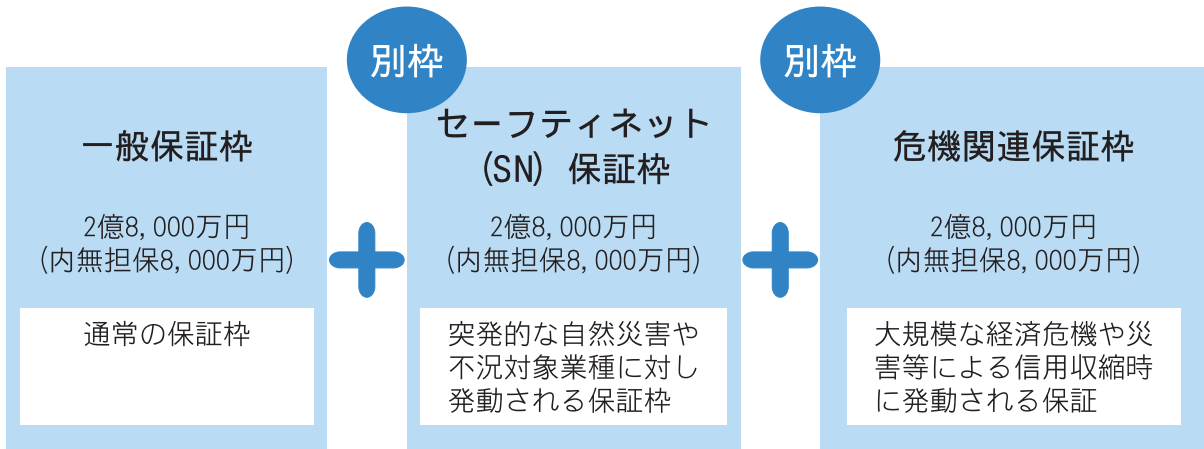 一般保証枠
2億8,000万円
(内無担保8,000万円)
通常の保証枠
別枠
セーフティネット
(SN) 保証枠
2億8,000万円
(内無担保8,000万円)
突発的な自然災害や
不況対象業種に対し
発動される保証枠
別枠
危機関連保証枠
2億8,000万円
(内無担保8,000万円)
大規模な経済危機や災
害等による信用収縮時
に発動される保証